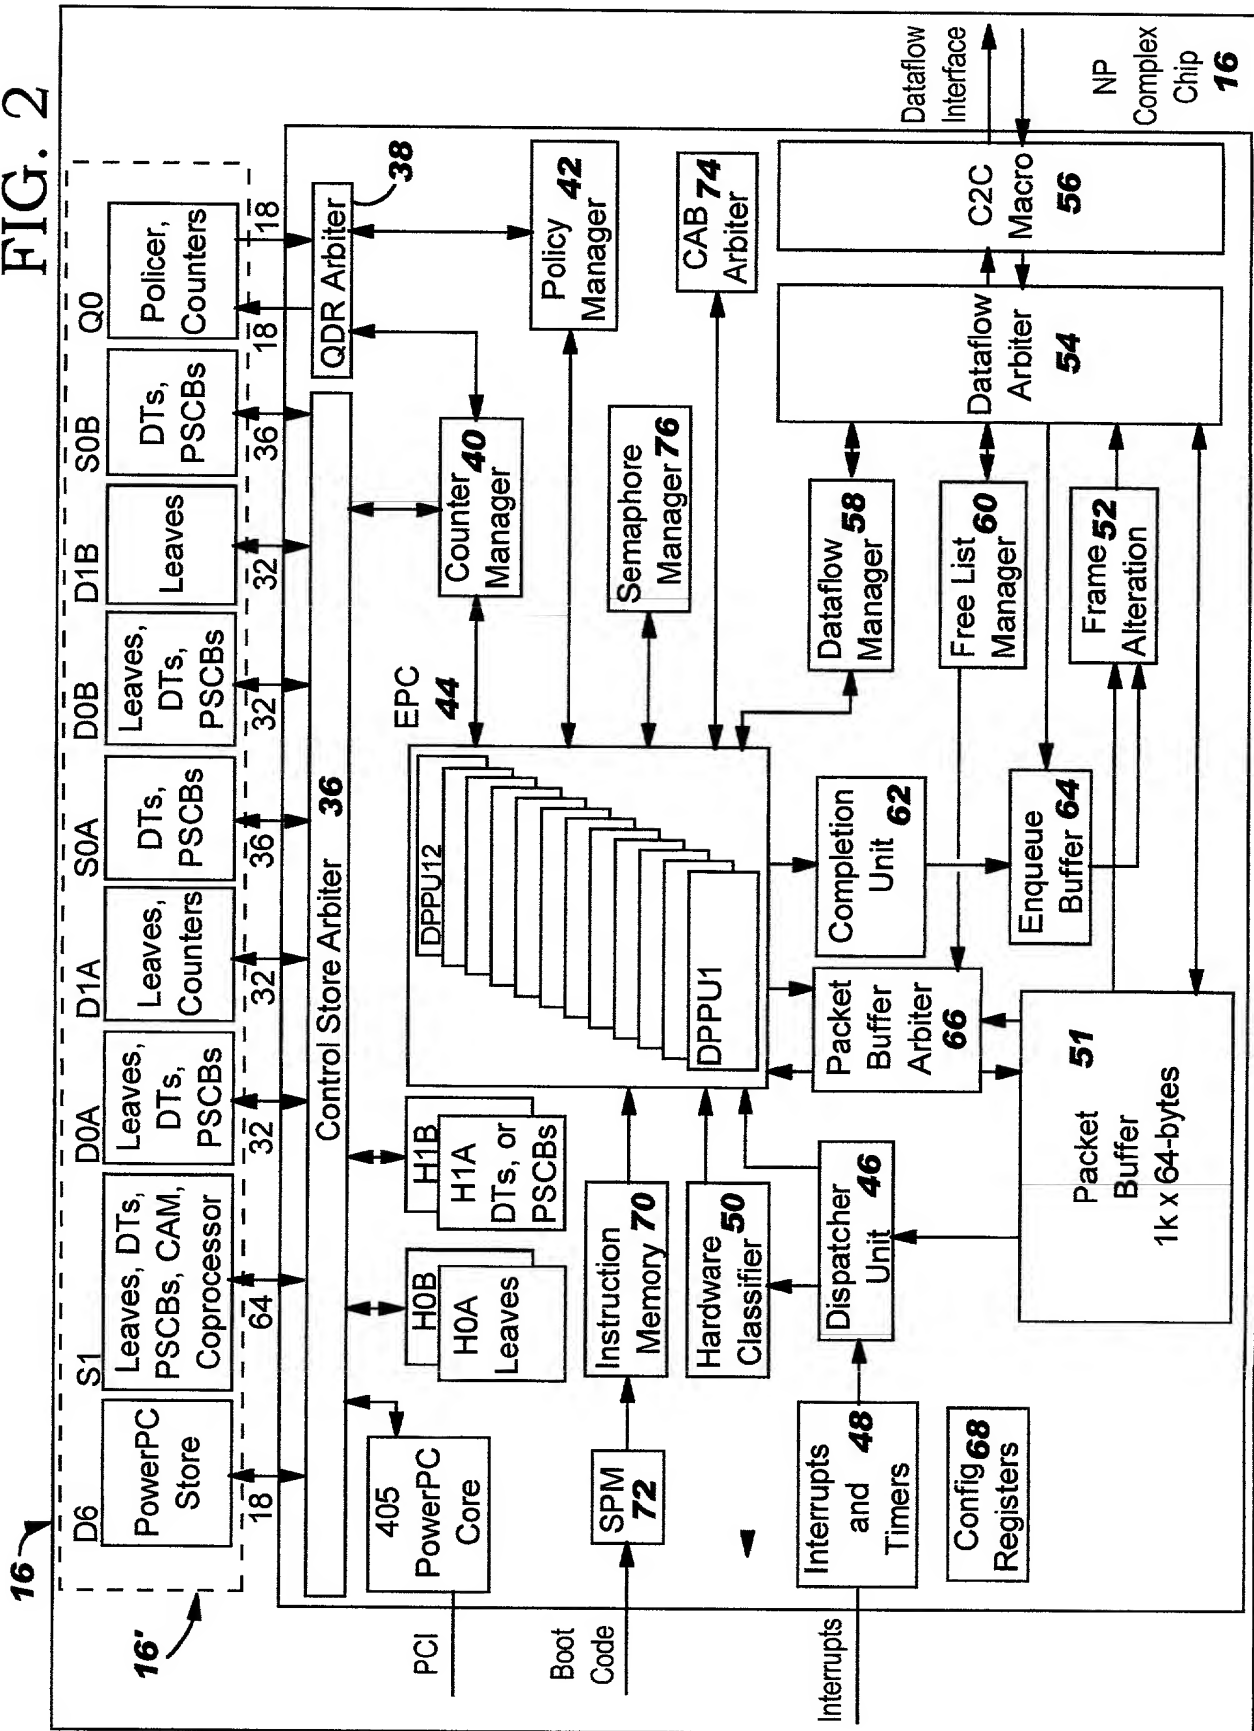 FIG. 2
16
16'
D6
S1
D0A
D1A
S0A
D0B
D1B
S0B
Q0
PowerPC
Store
Leaves, DTs,
PSCBs, CAM,
Coprocessor
Leaves,
DTs,
PSCBs
Leaves,
Counters
DTs,
PSCBs
Leaves,
DTs,
PSCBs
Leaves
DTs,
PSCBs
Policer,
Counters
18
64
32
32
36
32
32
36
18
18
Control Store Arbiter 36
QDR Arbiter
38
PCI
405
PowerPC
Core
H0B
H0A
Leaves
H1B
H1A
DTs, or
PSCBs
EPC
44
Counter 40
Manager
Policy 42
Manager
Boot
Code
SPM
72
Instruction
Memory 70
DPPU12
DPPU1
Semaphore
Manager 76
CAB 74
Arbiter
Hardware 50
Classifier
Interrupts
Interrupts
and 48
Timers
Dispatcher
Unit 46
Packet
Buffer
Arbiter
66
Completion
Unit 62
Dataflow
Manager 58
Dataflow
Arbiter
54
C2C
Macro
56
Dataflow
Interface
Config 68
Registers
Free List
Manager 60
Enqueue
Buffer 64
Frame 52
Alteration
Packet 51
Buffer
1k x 64-bytes
NP
Complex
Chip
16